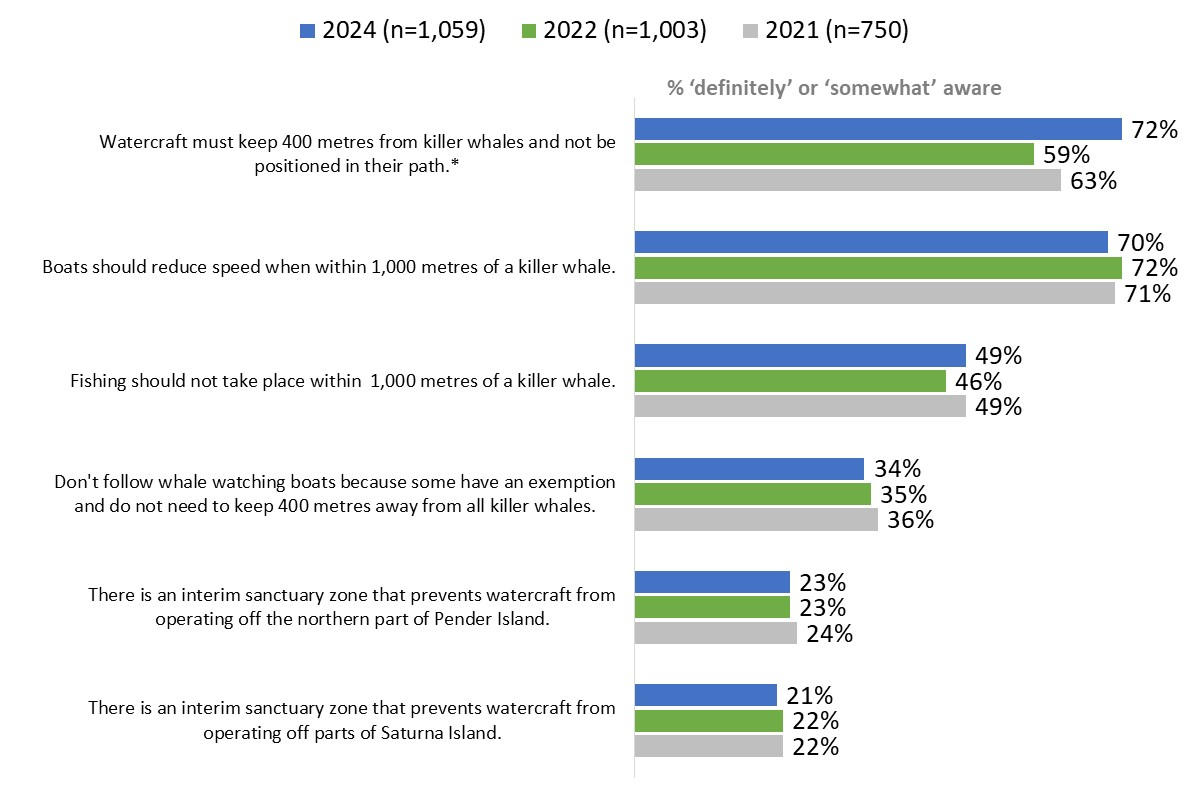 2024 (n=1,059) 2022 (n=1,003) 2021 (n=750)
% ‘definitely’ or ‘somewhat’ aware
Watercraft must keep 400 metres from killer whales and not be
positioned in their path.*
72%
59%
63%
Boats should reduce speed when within 1,000 metres of a killer whale.
70%
72%
71%
Fishing should not take place within  1,000 metres of a killer whale.
49%
46%
49%
Don't follow whale watching boats because some have an exemption
and do not need to keep 400 metres away from all killer whales.
34%
35%
36%
There is an interim sanctuary zone that prevents watercraft from
operating off the northern part of Pender Island.
23%
23%
24%
There is an interim sanctuary zone that prevents watercraft from
operating off parts of Saturna Island.
21%
22%
22%